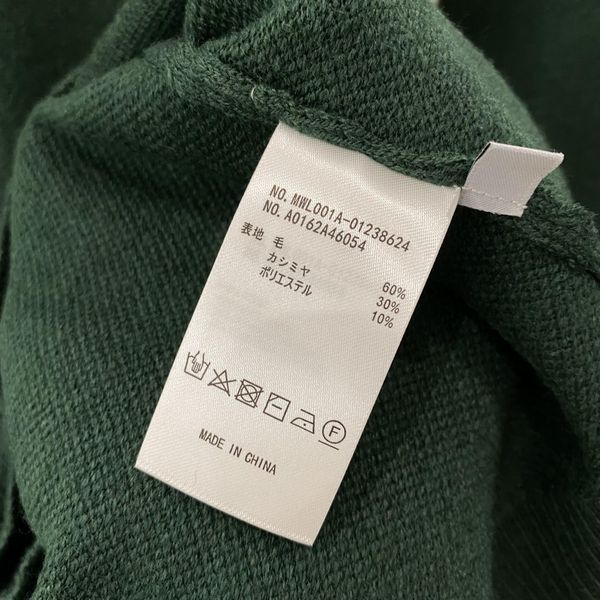 NO. MWL001A-01238624
NO. A0162A46054
表地 毛 60%
カシミヤ 30%
ポリエステル 10%
F
MADE IN CHINA